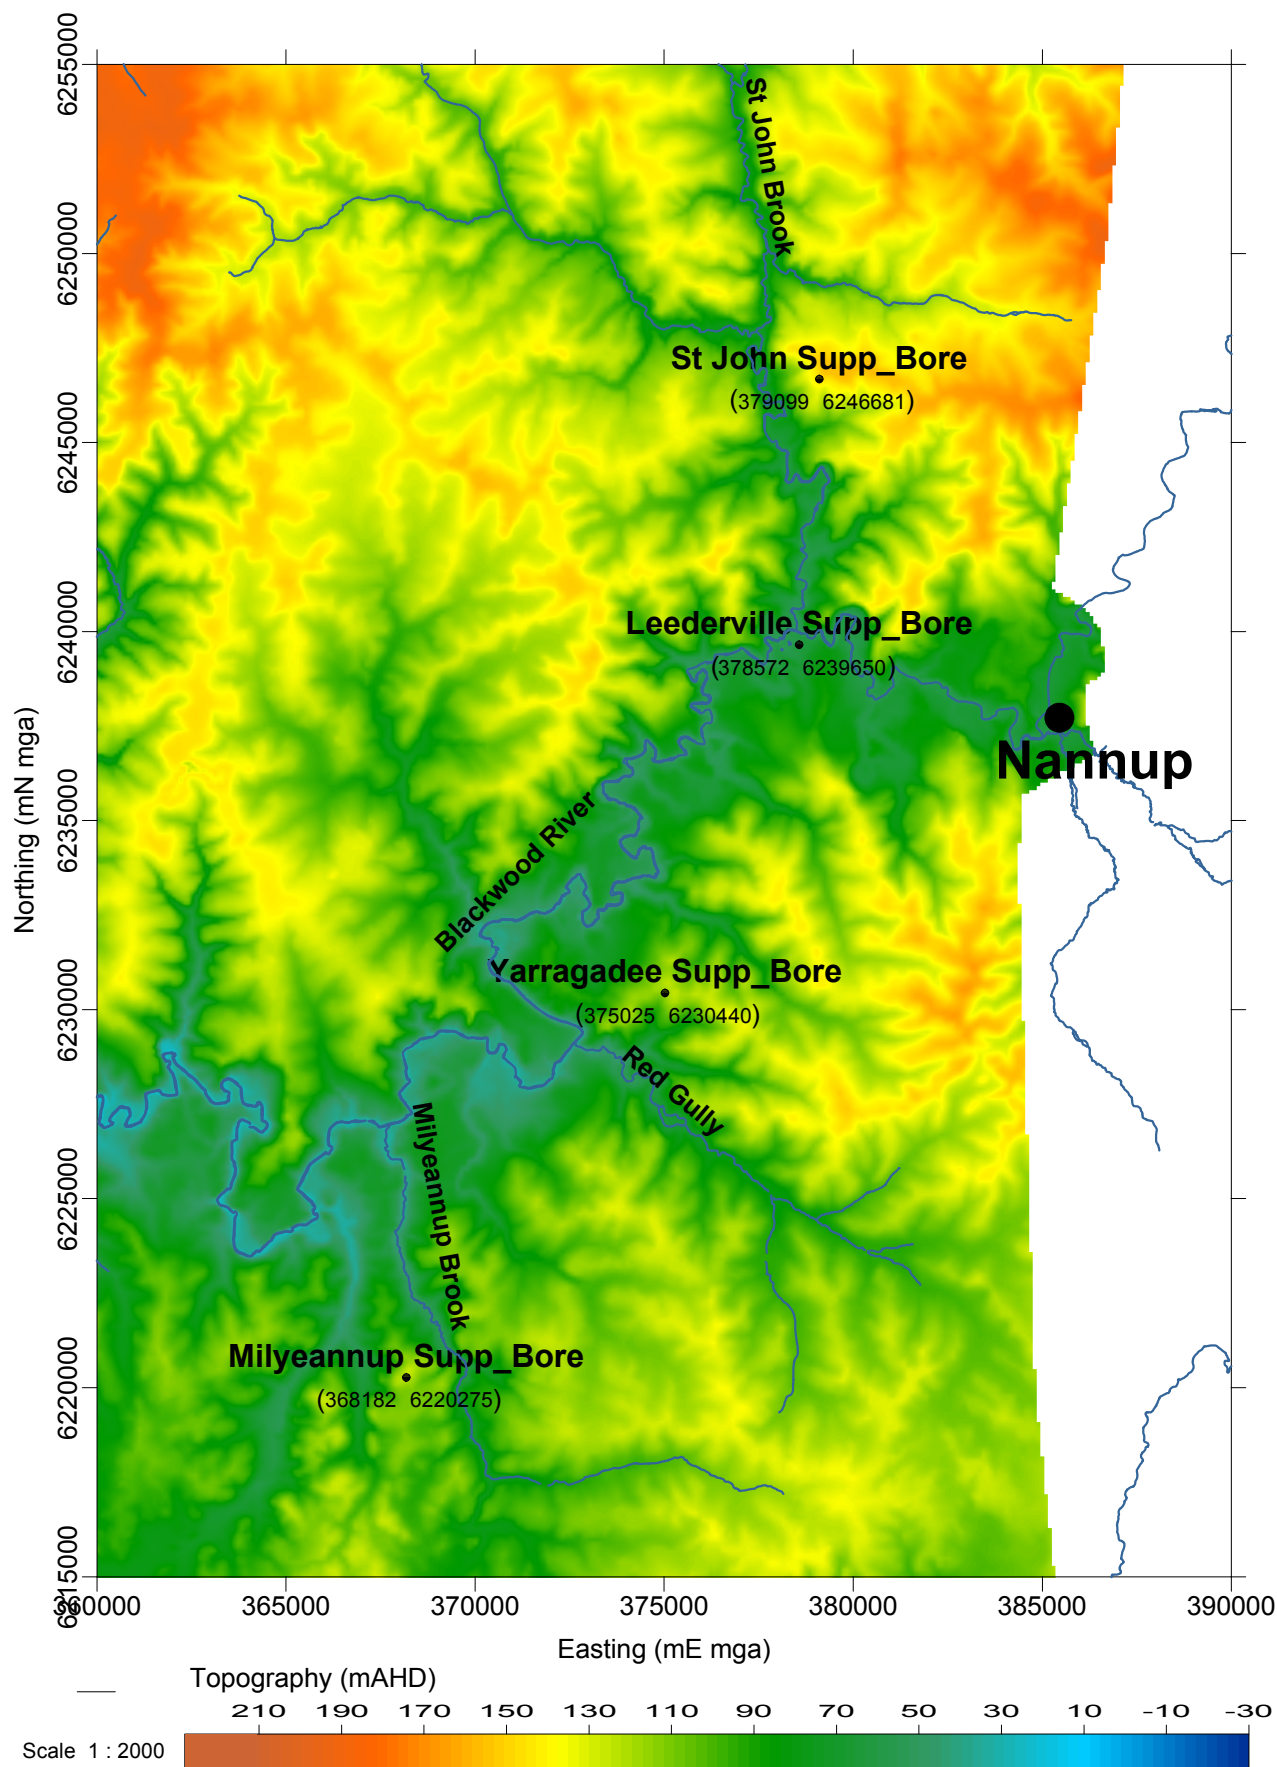 6255000
6250000
6245000
6240000
6235000
6230000
6225000
6220000
6215000
Northing (mN mga)
St John Brook
St John Supp_Bore
(379099 6246681)
Leederville Supp_Bore
(378572 6239650)
Nannup
Blackwood River
Yarragadee Supp_Bore
(375025 6230440)
Red Gully
Milyeannup Brook
Milyeannup Supp_Bore
(368182 6220275)
360000 365000 370000 375000 380000 385000 390000
Easting (mE mga)
Topography (mAHD)
210 190 170 150 130 110 90 70 50 30 10 -10 -30
Scale 1 : 2000